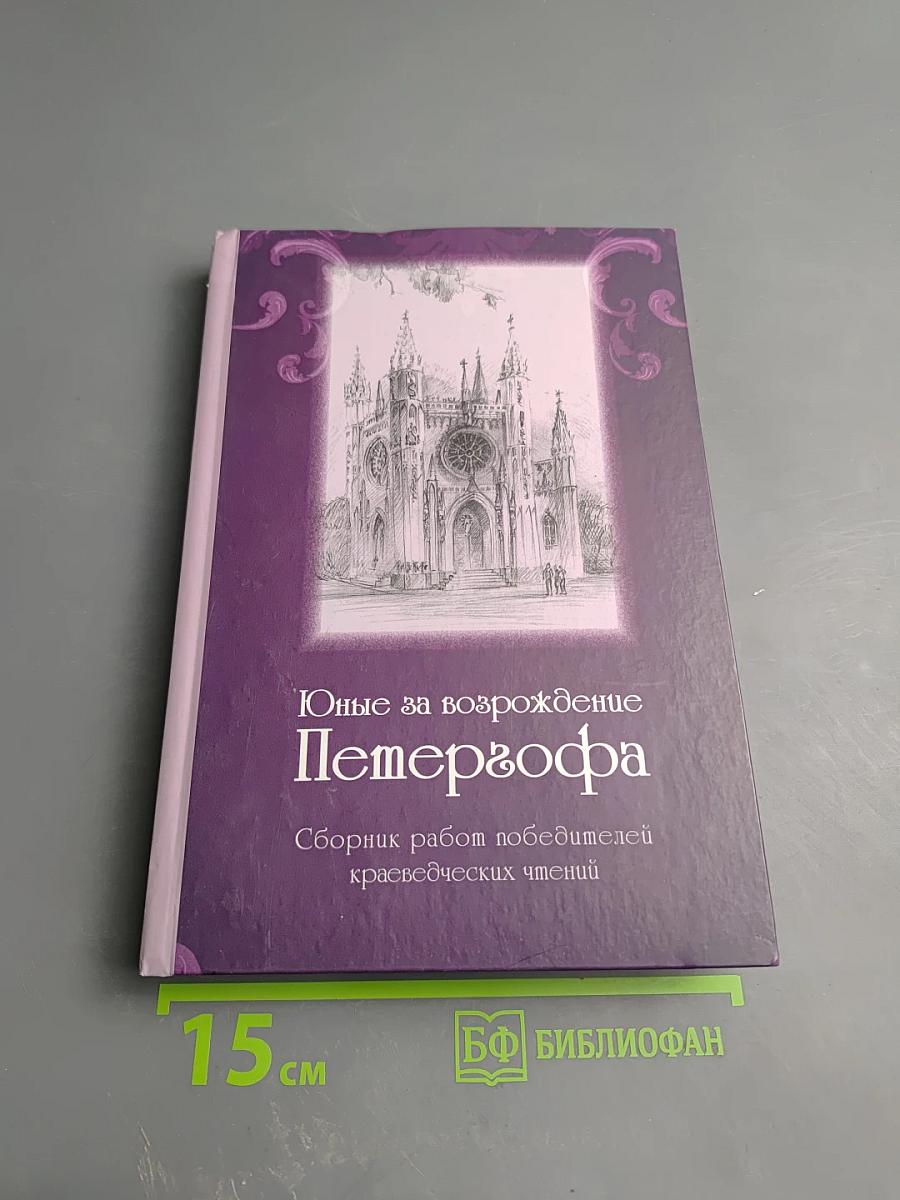 Юные за возрождение
Петергофа
Сборник работ победителей
краеведческих чтений
15 см
БФ БИБЛИОФАН